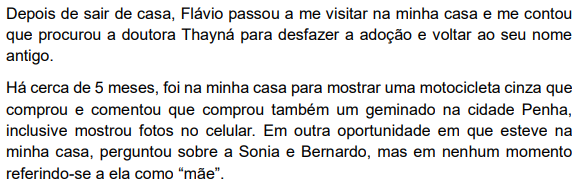 Depois de sair de casa, Flávio passou a me visitar na minha casa e me contou
que procurou a doutora Thayná para desfazer a adoção e voltar ao seu nome
antigo.
Há cerca de 5 meses, foi na minha casa para mostrar uma motocicleta cinza que
comprou e comentou que comprou também um geminado na cidade Penha,
inclusive mostrou fotos no celular. Em outra oportunidade em que esteve na
minha casa, perguntou sobre a Sonia e Bernardo, mas em nenhum momento
referindo-se a ela como “mãe”.